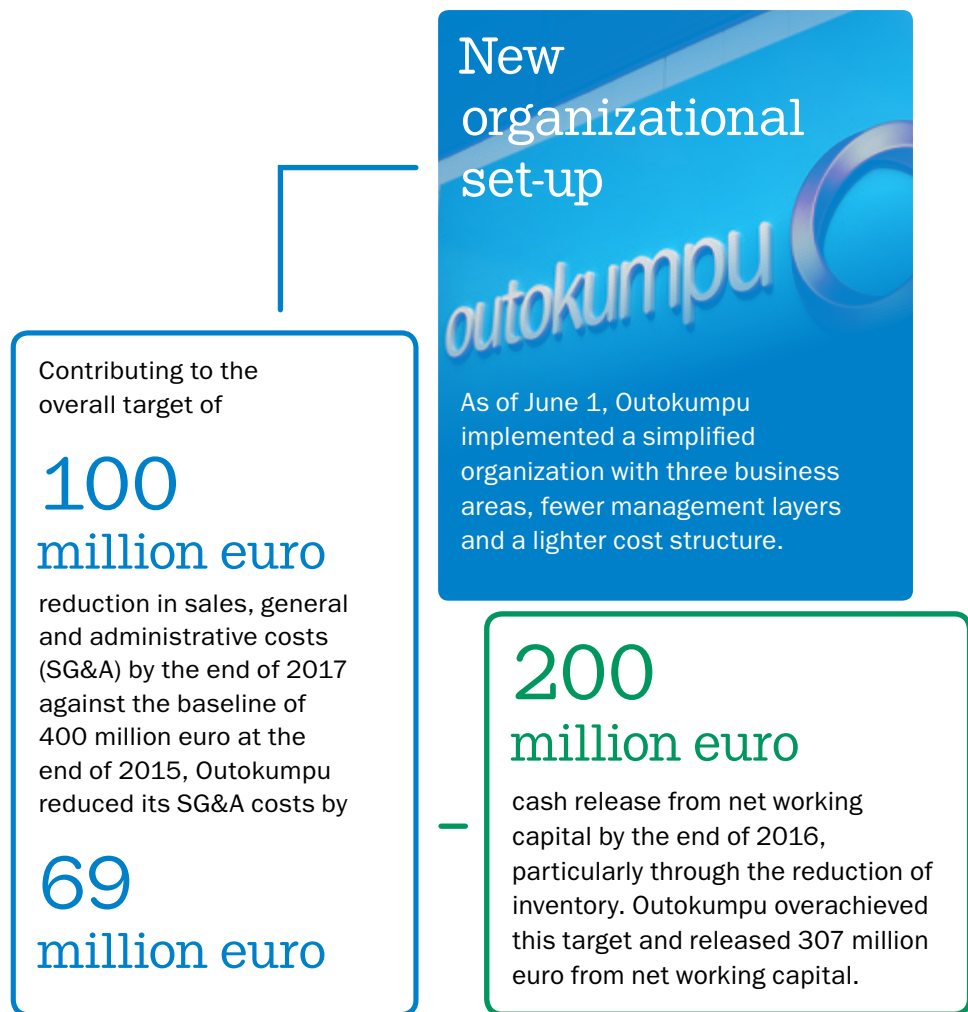 New
organizational
set-up
outokumpu
As of June 1, Outokumpu
implemented a simplified
organization with three business
areas, fewer management layers
and a lighter cost structure.
Contributing to the
overall target of
100
million euro
reduction in sales, general
and administrative costs
(SG&A) by the end of 2017
against the baseline of
400 million euro at the
end of 2015, Outokumpu
reduced its SG&A costs by
69
million euro
200
million euro
cash release from net working
capital by the end of 2016,
particularly through the reduction of
inventory. Outokumpu overachieved
this target and released 307 million
euro from net working capital.